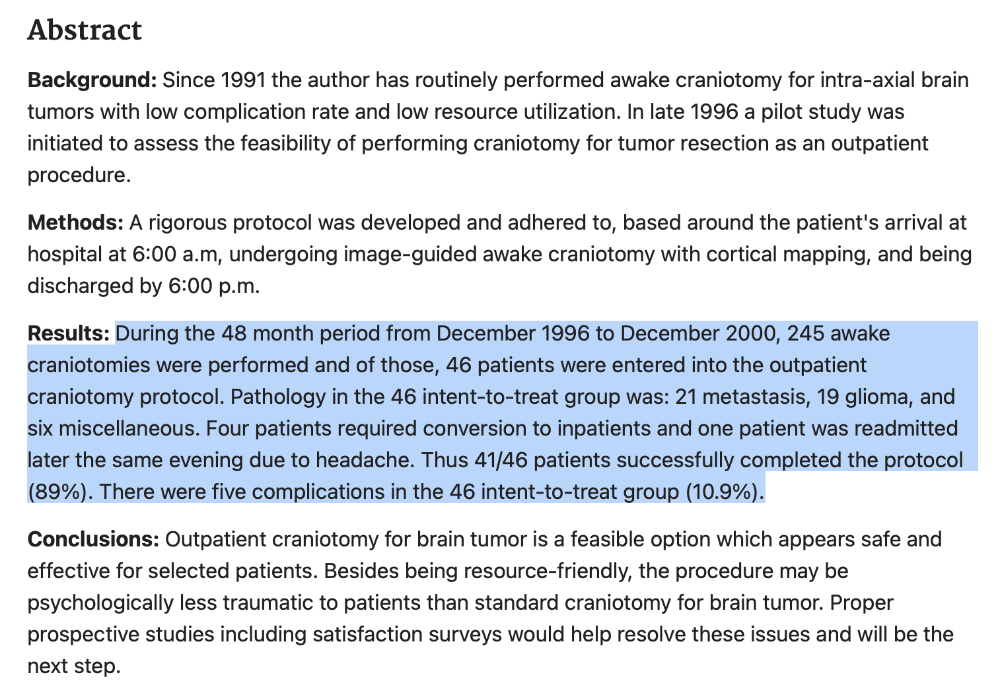 Abstract
Background: Since 1991 the author has routinely performed awake craniotomy for intra-axial brain
tumors with low complication rate and low resource utilization. In late 1996 a pilot study was
initiated to assess the feasibility of performing craniotomy for tumor resection as an outpatient
procedure.
Methods: A rigorous protocol was developed and adhered to, based around the patient's arrival at
hospital at 6:00 a.m, undergoing image-guided awake craniotomy with cortical mapping, and being
discharged by 6:00 p.m.
Results: During the 48 month period from December 1996 to December 2000, 245 awake
craniotomies were performed and of those, 46 patients were entered into the outpatient
craniotomy protocol. Pathology in the 46 intent-to-treat group was: 21 metastasis, 19 glioma, and
six miscellaneous. Four patients required conversion to inpatients and one patient was readmitted
later the same evening due to headache. Thus 41/46 patients successfully completed the protocol
(89%). There were five complications in the 46 intent-to-treat group (10.9%).
Conclusions: Outpatient craniotomy for brain tumor is a feasible option which appears safe and
effective for selected patients. Besides being resource-friendly, the procedure may be
psychologically less traumatic to patients than standard craniotomy for brain tumor. Proper
prospective studies including satisfaction surveys would help resolve these issues and will be the
next step.